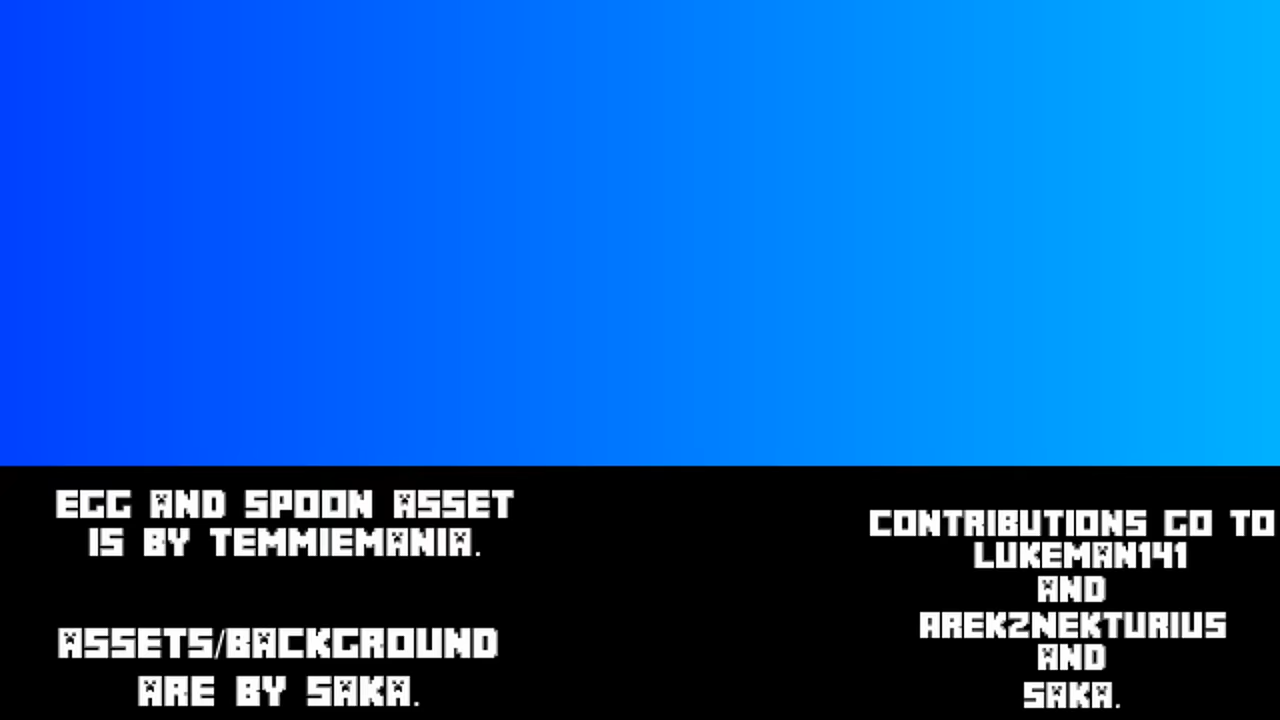 EGG AND SPOON ASSET
IS BY TEMMIEMANIA.
ASSETS/BACKGROUND
ARE BY SAKA.
CONTRIBUTIONS GO TO
LUKEMAN141
AND
AREKZNEKTURIUS
AND
SAKA.